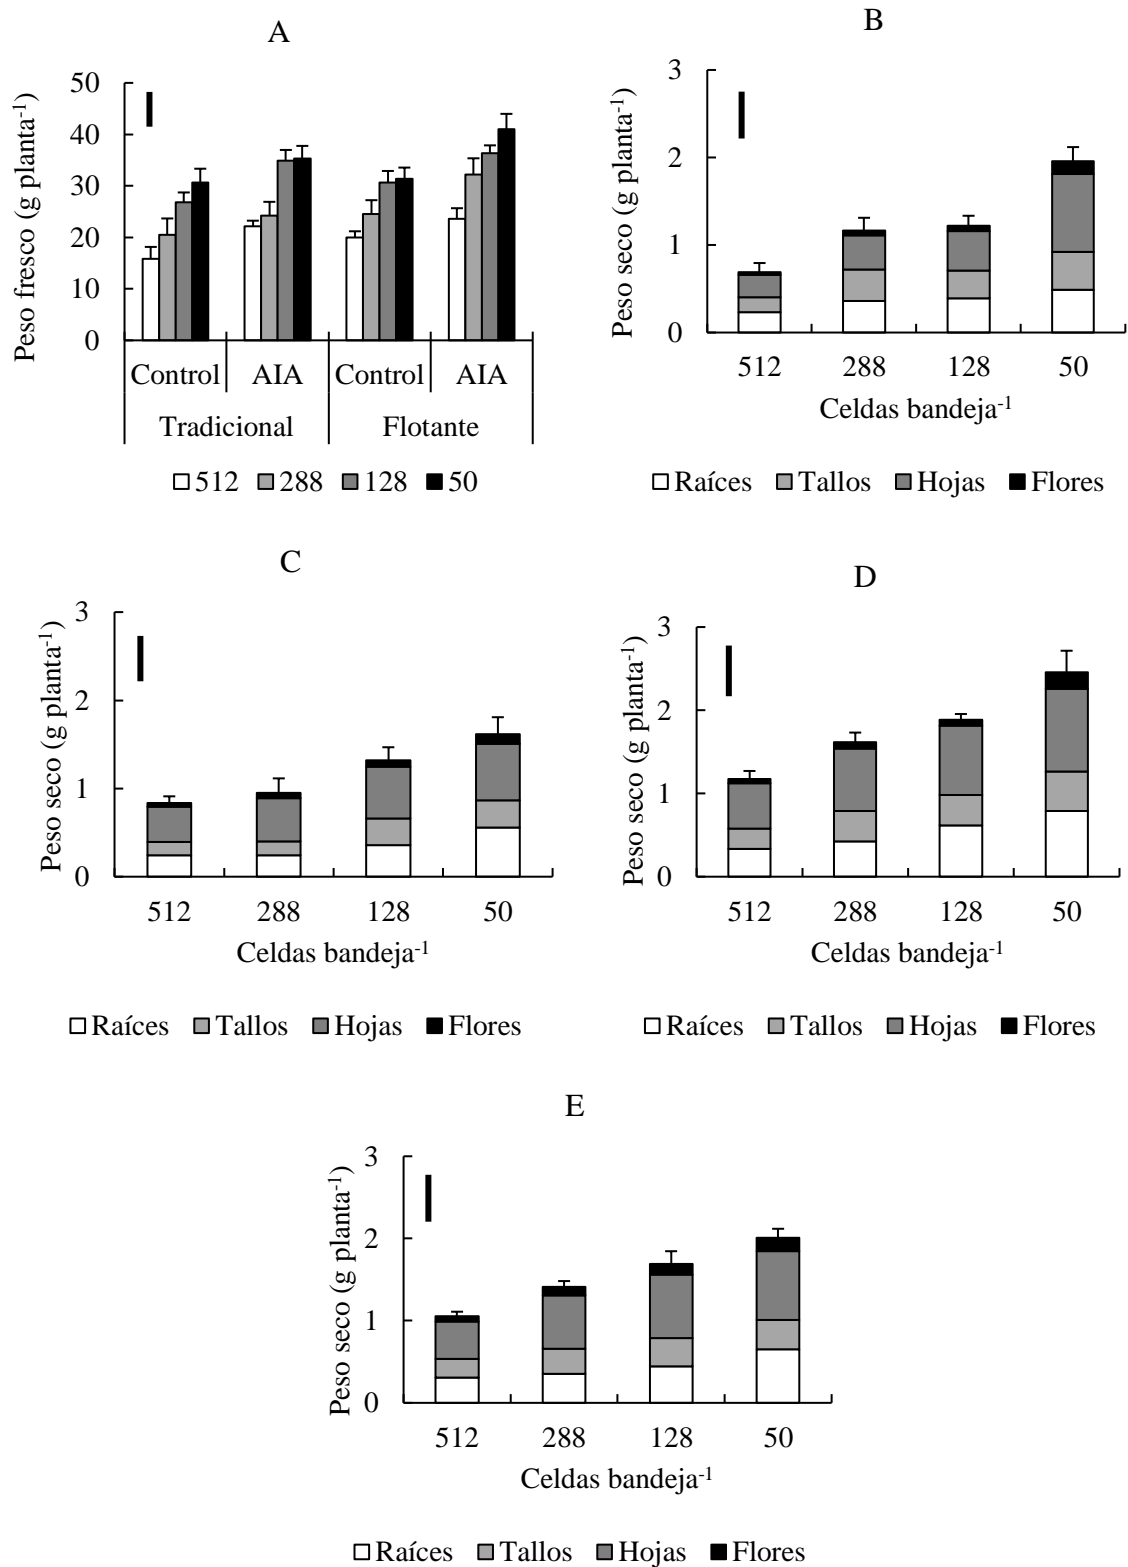 A
Peso fresco (g planta-1)
50
40
30
20
10
0
Control AIA Control AIA
Tradicional Flotante
512 288 128 50
B
Peso seco (g planta-1)
3
2
1
0
512 288 128 50
Celdas bandeja-1
Raíces Tallos Hojas Flores
C
Peso seco (g planta-1)
3
2
1
0
512 288 128 50
Celdas bandeja-1
Raíces Tallos Hojas Flores
D
Peso seco (g planta-1)
3
2
1
0
512 288 128 50
Celdas bandeja-1
Raíces Tallos Hojas Flores
E
Peso seco (g planta-1)
3
2
1
0
512 288 128 50
Celdas bandeja-1
Raíces Tallos Hojas Flores